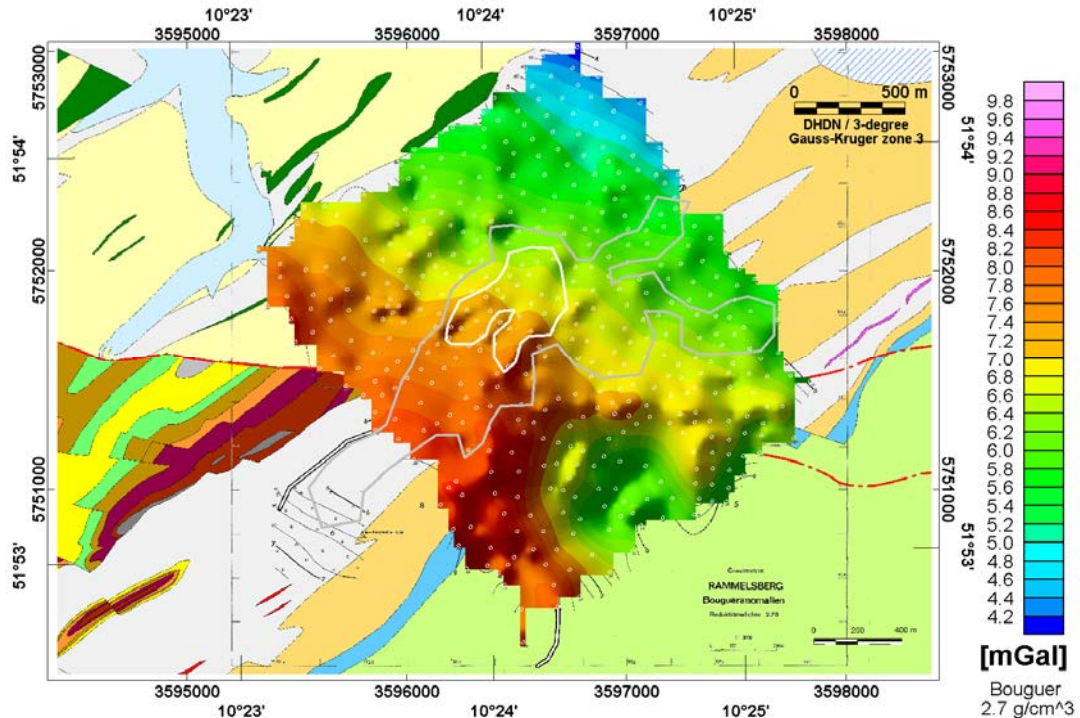 10°23' 10°24' 10°25'
3595000 3596000 3597000 3598000
5753000 5753000
51°54' 51°54'
0 500 m
DHDN / 3-degree
Gauss-Kruger zone 3
5752000 5752000
5751000 5751000
51°53' 51°53'
RAMMELSBERG
Bougueranomalien
0 200 400 m
3595000 3596000 3597000 3598000
10°23' 10°24' 10°25'
9.8
9.6
9.4
9.2
9.0
8.8
8.6
8.4
8.2
8.0
7.8
7.6
7.4
7.2
7.0
6.8
6.6
6.4
6.2
6.0
5.8
5.6
5.4
5.2
5.0
4.8
4.6
4.4
4.2
[mGal]
Bouguer
2.7 g/cm^3